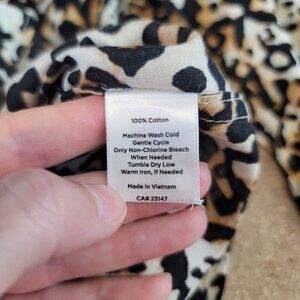 100% Cotton
Machine Wash Cold
Gentle Cycle
Only Non-Chlorine Bleach
When Needed
Tumble Dry Low
Warm Iron, If Needed
Made in Vietnam
CA# 23147